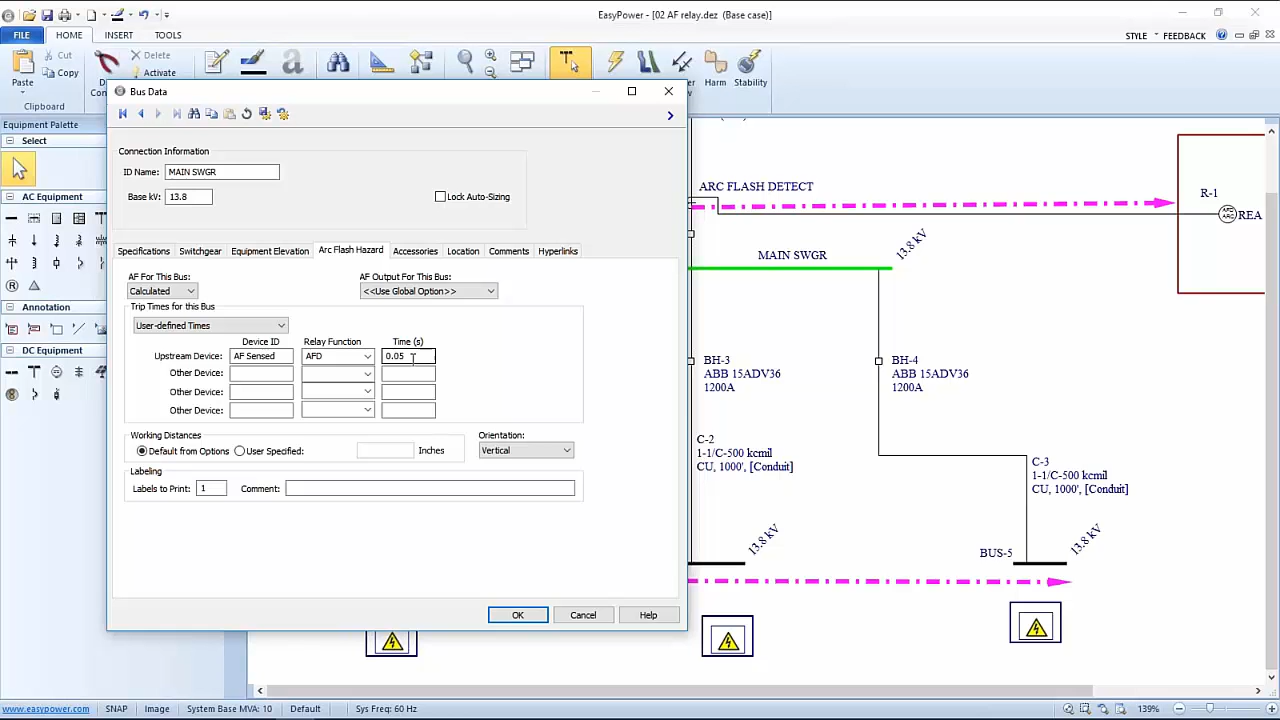 EasyPower - [02 AF relay.dez (Base case)]
FILE
HOME
INSERT
TOOLS
STYLE
FEEDBACK
Paste
Cut
Copy
Clipboard
Delete
Activate
Harm
Stability
Equipment Palette
Select
AC Equipment
Annotation
DC Equipment
Bus Data
Connection Information
ID Name: MAIN SWGR
Base kV: 13.8
Lock Auto-Sizing
Specifications
Switchgear
Equipment Elevation
Arc Flash Hazard
Accessories
Location
Comments
Hyperlinks
AF For This Bus:
Calculated
AF Output For This Bus:
<<Use Global Option>>
Trip Times for this Bus
User-defined Times
Device ID Relay Function Time (s)
Upstream Device: AF Sensed AFD 0.05
Other Device:
Other Device:
Other Device:
Working Distances
Default from Options
User Specified:
Inches
Orientation:
Vertical
Labeling
Labels to Print: 1
Comment:
OK
Cancel
Help
ARC FLASH DETECT
R-1
ARC
REA
MAIN SWGR
13.8 kV
BH-3
ABB 15ADV36
1200A
BH-4
ABB 15ADV36
1200A
C-2
1-1/C-500 kcmil
CU, 1000', [Conduit]
C-3
1-1/C-500 kcmil
CU, 1000', [Conduit]
13.8 kV
BUS-5
13.8 kV
www.easypower.com
SNAP
Image
System Base MVA: 10
Default
Sys Freq: 60 Hz
139%